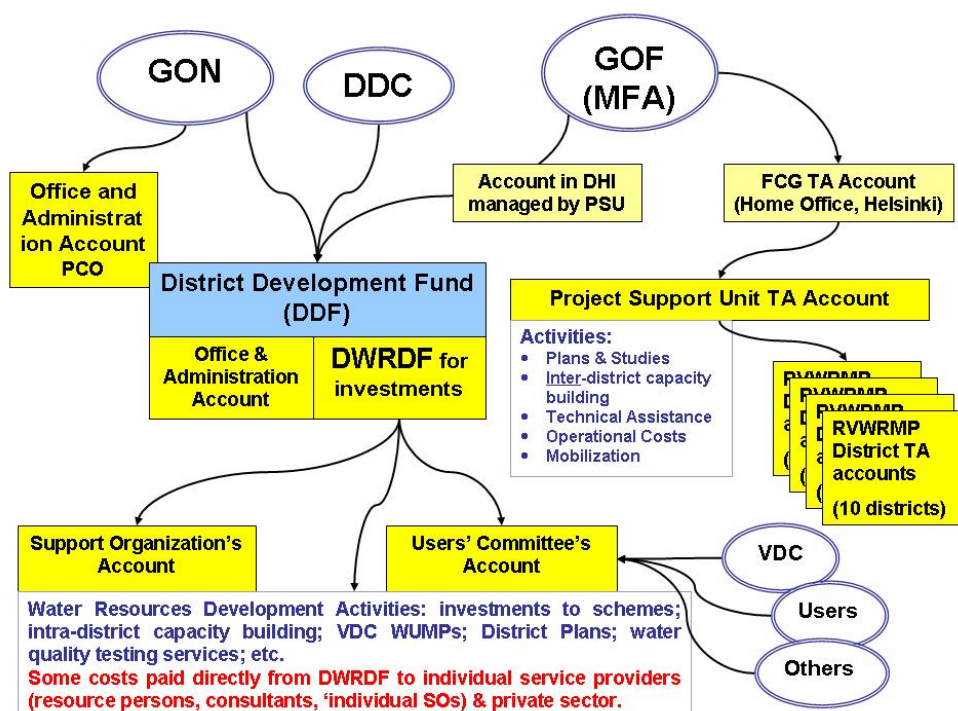 GON
DDC
GOF
(MFA)
Office and
Administrat
ion Account
PCO
Account in DHI
managed by PSU
FCG TA Account
(Home Office, Helsinki)
District Development Fund
(DDF)
Office &
Administration
Account
DWRDF for
investments
Project Support Unit TA Account
Activities:
• Plans & Studies
• Inter-district capacity
building
• Technical Assistance
• Operational Costs
• Mobilization
RVWRMP
District TA
accounts
(10 districts)
Support Organization's
Account
Users' Committee's
Account
VDC
Users
Others
Water Resources Development Activities: investments to schemes;
intra-district capacity building; VDC WUMPs; District Plans; water
quality testing services; etc.
Some costs paid directly from DWRDF to individual service providers
(resource persons, consultants, 'individual SOs) & private sector.